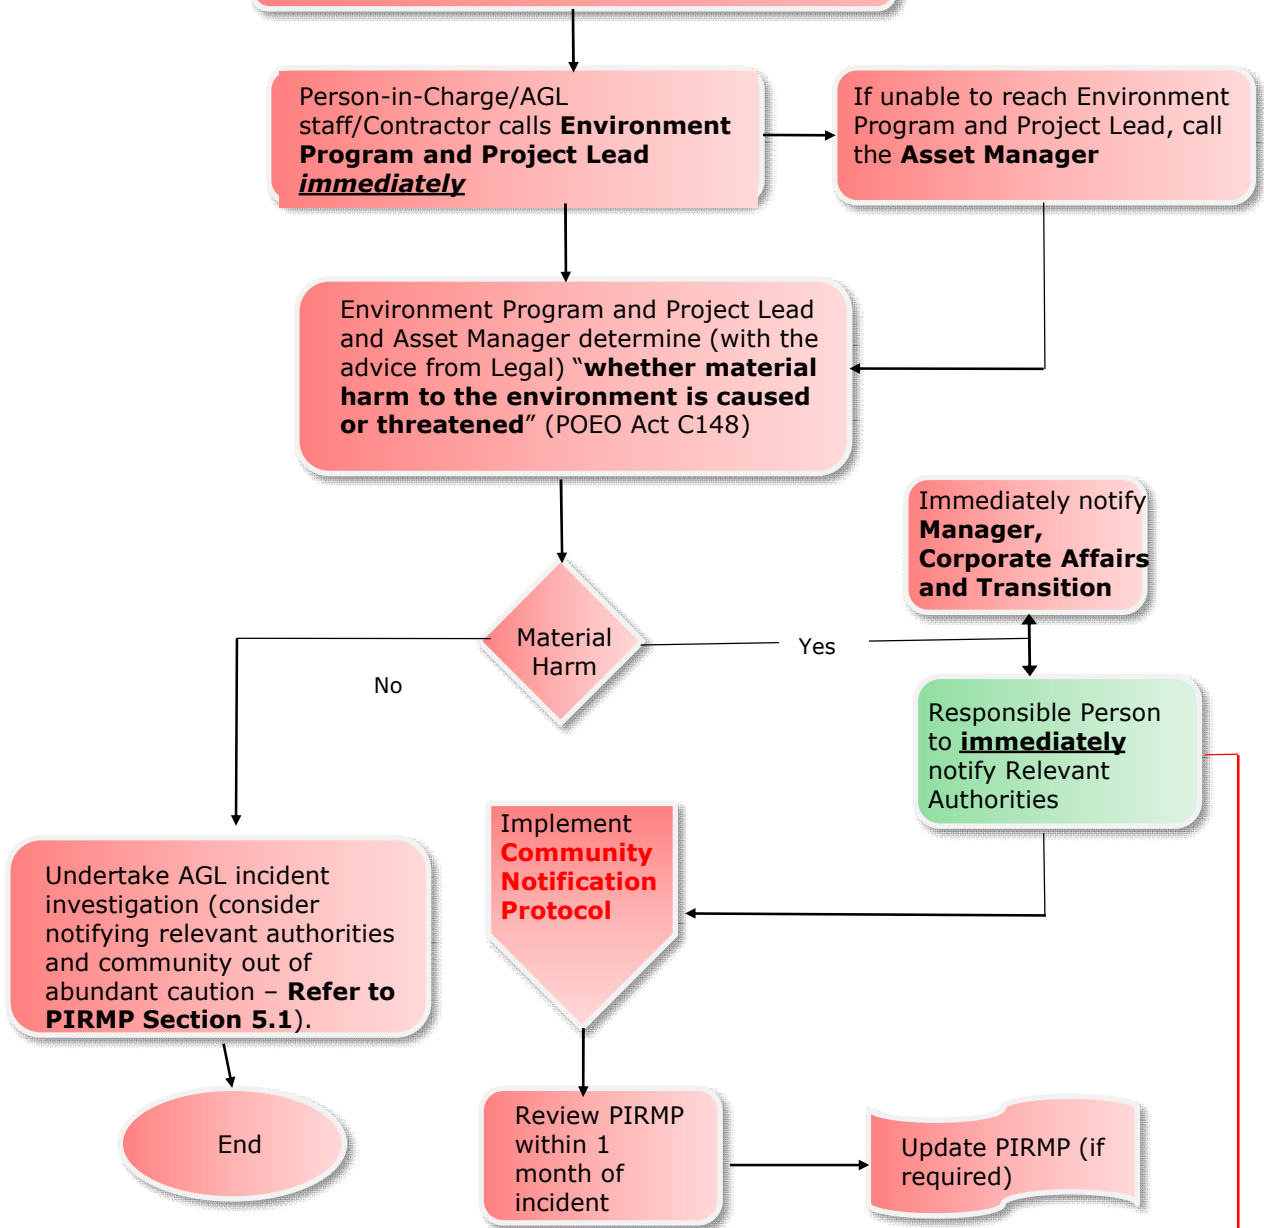 Person-in-Charge/AGL
staff/Contractor calls Environment
Program and Project Lead
immediately
If unable to reach Environment
Program and Project Lead, call
the Asset Manager
Environment Program and Project Lead
and Asset Manager determine (with the
advice from Legal) “whether material
harm to the environment is caused
or threatened” (POEO Act C148)
Immediately notify
Manager,
Corporate Affairs
and Transition
Material
Harm
Yes
No
Responsible Person
to immediately
notify Relevant
Authorities
Implement
Community
Notification
Protocol
Undertake AGL incident
investigation (consider
notifying relevant authorities
and community out of
abundant caution – Refer to
PIRMP Section 5.1).
End
Review PIRMP
within 1
month of
incident
Update PIRMP (if
required)